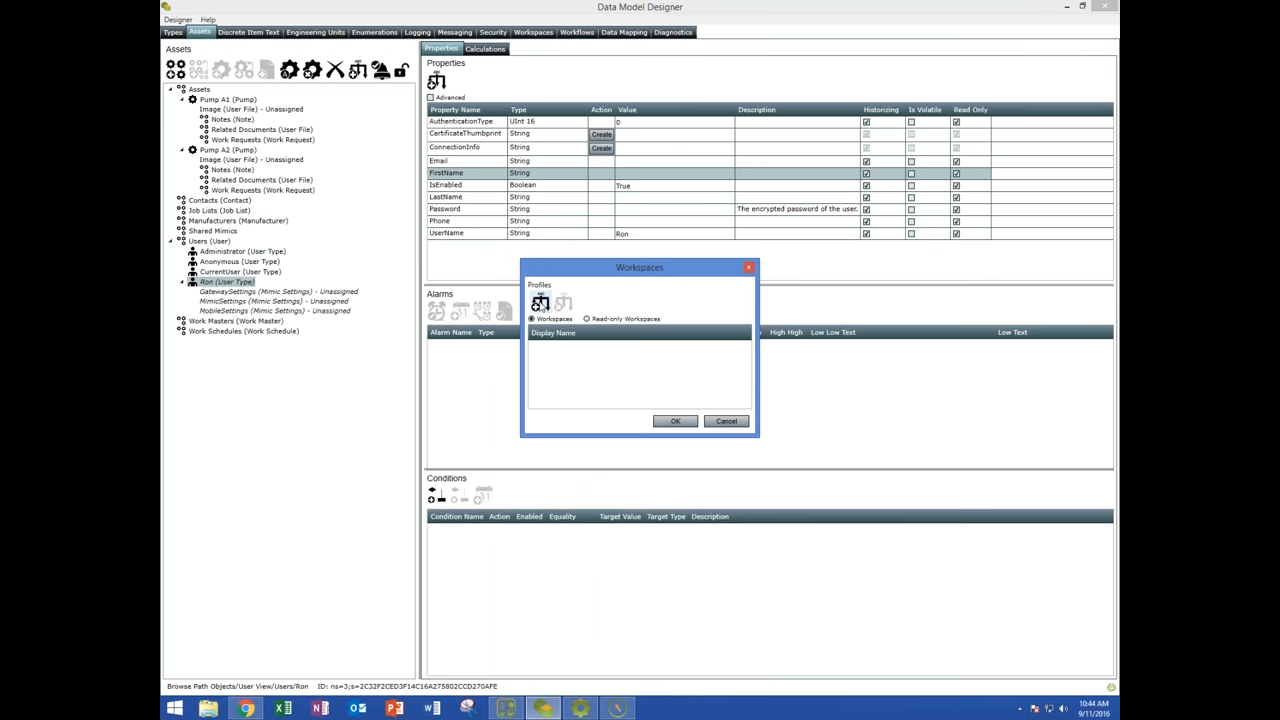 Data Model Designer
Designer Help
Types Assets Discrete Item Text Engineering Units Enumerations Logging Messaging Security Workspaces Workflows Data Mapping Diagnostics
Assets
Assets
Pump A1 (Pump)
Image (User File) - Unassigned
Notes (Note)
Related Documents (User File)
Work Requests (Work Request)
Pump A2 (Pump)
Image (User File) - Unassigned
Notes (Note)
Related Documents (User File)
Work Requests (Work Request)
Contacts (Contact)
Job Lists (Job List)
Manufacturers (Manufacturer)
Shared Mimics
Users (User)
Administrator (User Type)
Anonymous (User Type)
CurrentUser (User Type)
Ron (User Type)
GatewaySettings (Mimic Settings) - Unassigned
MimicSettings (Mimic Settings) - Unassigned
MobileSettings (Mimic Settings) - Unassigned
Work Masters (Work Master)
Work Schedules (Work Schedule)
Properties Calculations
Properties
Advanced
Property Name Type Action Value Description Historizing Is Volatile Read Only
AuthenticationType UInt 16 0
CertificateThumbprint String Create
ConnectionInfo String Create
Email String
FirstName String
IsEnabled Boolean True
LastName String
Password String The encrypted password of the user.
Phone String
UserName String Ron
Workspaces
Profiles
Workspaces Read-only Workspaces
Display Name
OK Cancel
Alarms
Alarm Name Type High High Low Low Text Low Text
Conditions
Condition Name Action Enabled Equality Target Value Target Type Description
Browse Path Objects/User View/Users/Ron ID: ns=3;s=2C32F2CED3F14C16A275802CCD270AFE
10:44 AM
9/11/2016